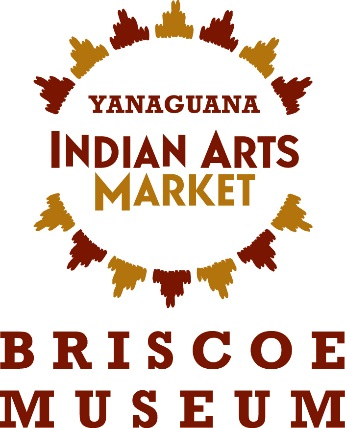 YANAGUANA
INDIAN ARTS
MARKET
BRISCOE
MUSEUM